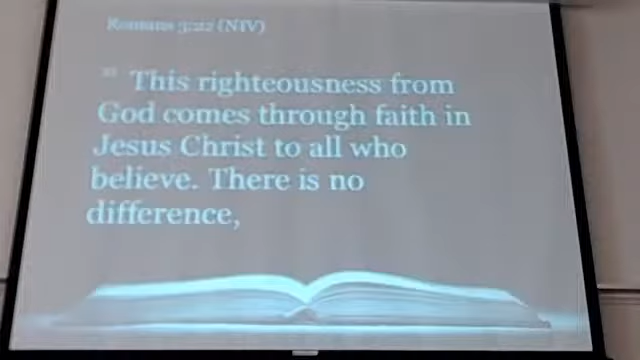 Romans 3:22 (NIV)
22 This righteousness from
God comes through faith in
Jesus Christ to all who
believe. There is no
difference,